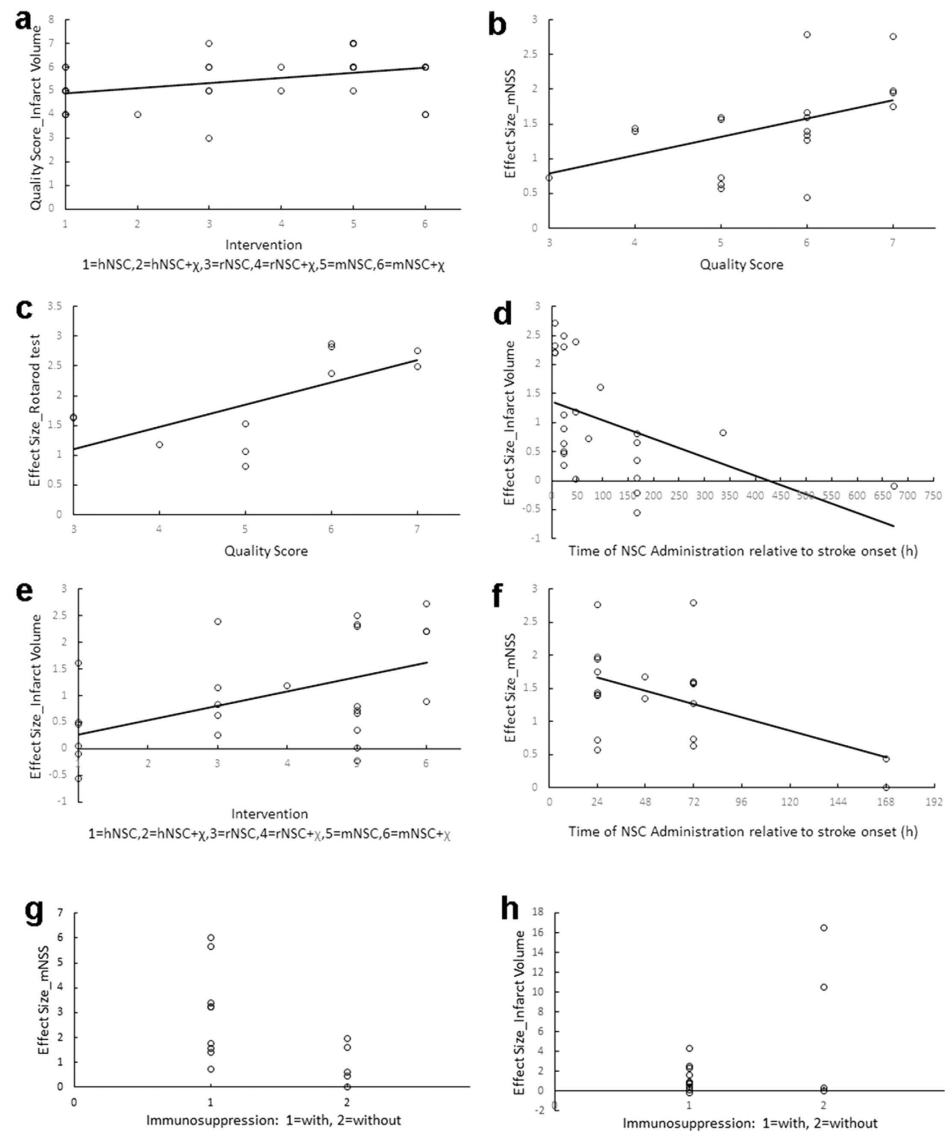 a
Quality Score_Infarct Volume
8
7
6
5
4
3
2
1
0
1 2 3 4 5 6
Intervention
1=hNSC,2=hNSC+χ,3=rNSC,4=rNSC+χ,5=mNSC,6=mNSC+χ
b
Effect Size_mNSS
3
2.5
2
1.5
1
0.5
0
3 4 5 6 7
Quality Score
c
Effect Size_Rotarod test
3.5
3
2.5
2
1.5
1
0.5
0
3 4 5 6 7
Quality Score
d
Effect Size_Infarct Volume
3
2.5
2
1.5
1
0.5
0
-0.5
-1
0 50 100 150 200 250 300 350 400 450 500 550 600 650 700 750
Time of NSC Administration relative to stroke onset (h)
e
Effect Size_Infarct Volume
3
2.5
2
1.5
1
0.5
0
-0.5
-1
1 2 3 4 5 6
Intervention
1=hNSC,2=hNSC+χ,3=rNSC,4=rNSC+χ,5=mNSC,6=mNSC+χ
f
Effect Size_mNSS
3
2.5
2
1.5
1
0.5
0
0 24 48 72 96 120 144 168 192
Time of NSC Administration relative to stroke onset (h)
g
Effect Size_mNSS
7
6
5
4
3
2
1
0
0 1 2
Immunosuppression: 1=with, 2=without
h
Effect Size_Infarct Volume
18
16
14
12
10
8
6
4
2
0
-2
0 1 2
Immunosuppression: 1=with, 2=without